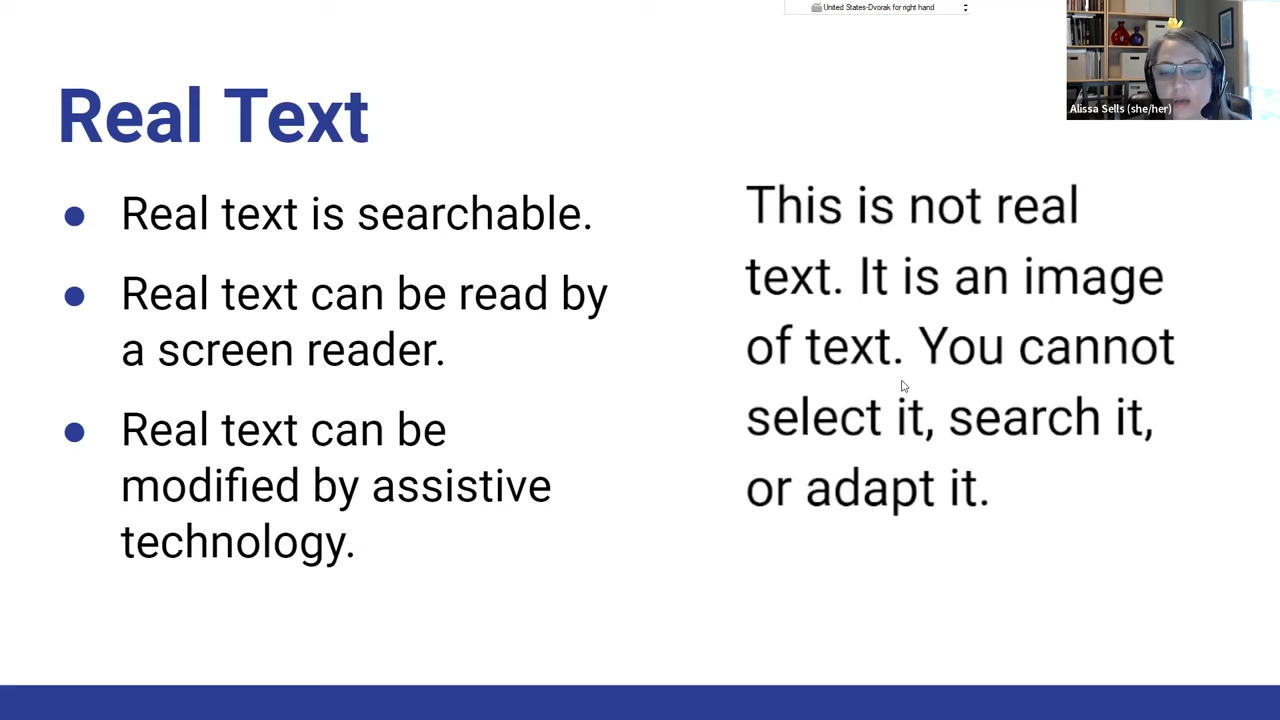 United States-Dvorak for right hand
Alissa Sells (she/her)
Real Text
Real text is searchable.
Real text can be read by
a screen reader.
Real text can be
modified by assistive
technology.
This is not real
text. It is an image
of text. You cannot
select it, search it,
or adapt it.